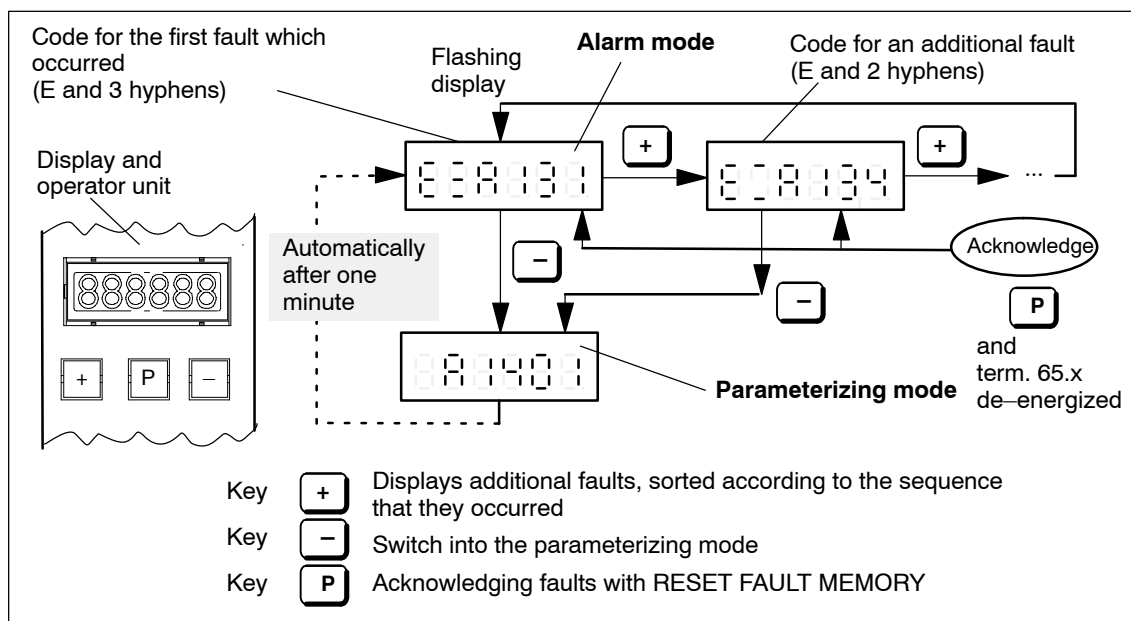 Code for the first fault which
occurred
(E and 3 hyphens)
Flashing
display
Alarm mode
Code for an additional fault
(E and 2 hyphens)
Display and
operator unit
+
+
E A 131
E A 134
...
Automatically
after one
minute
–
–
Acknowledge
P
and
term. 65.x
de–energized
A1401
Parameterizing mode
+ P –
Key + Displays additional faults, sorted according to the sequence
that they occurred
Key – Switch into the parameterizing mode
Key P Acknowledging faults with RESET FAULT MEMORY